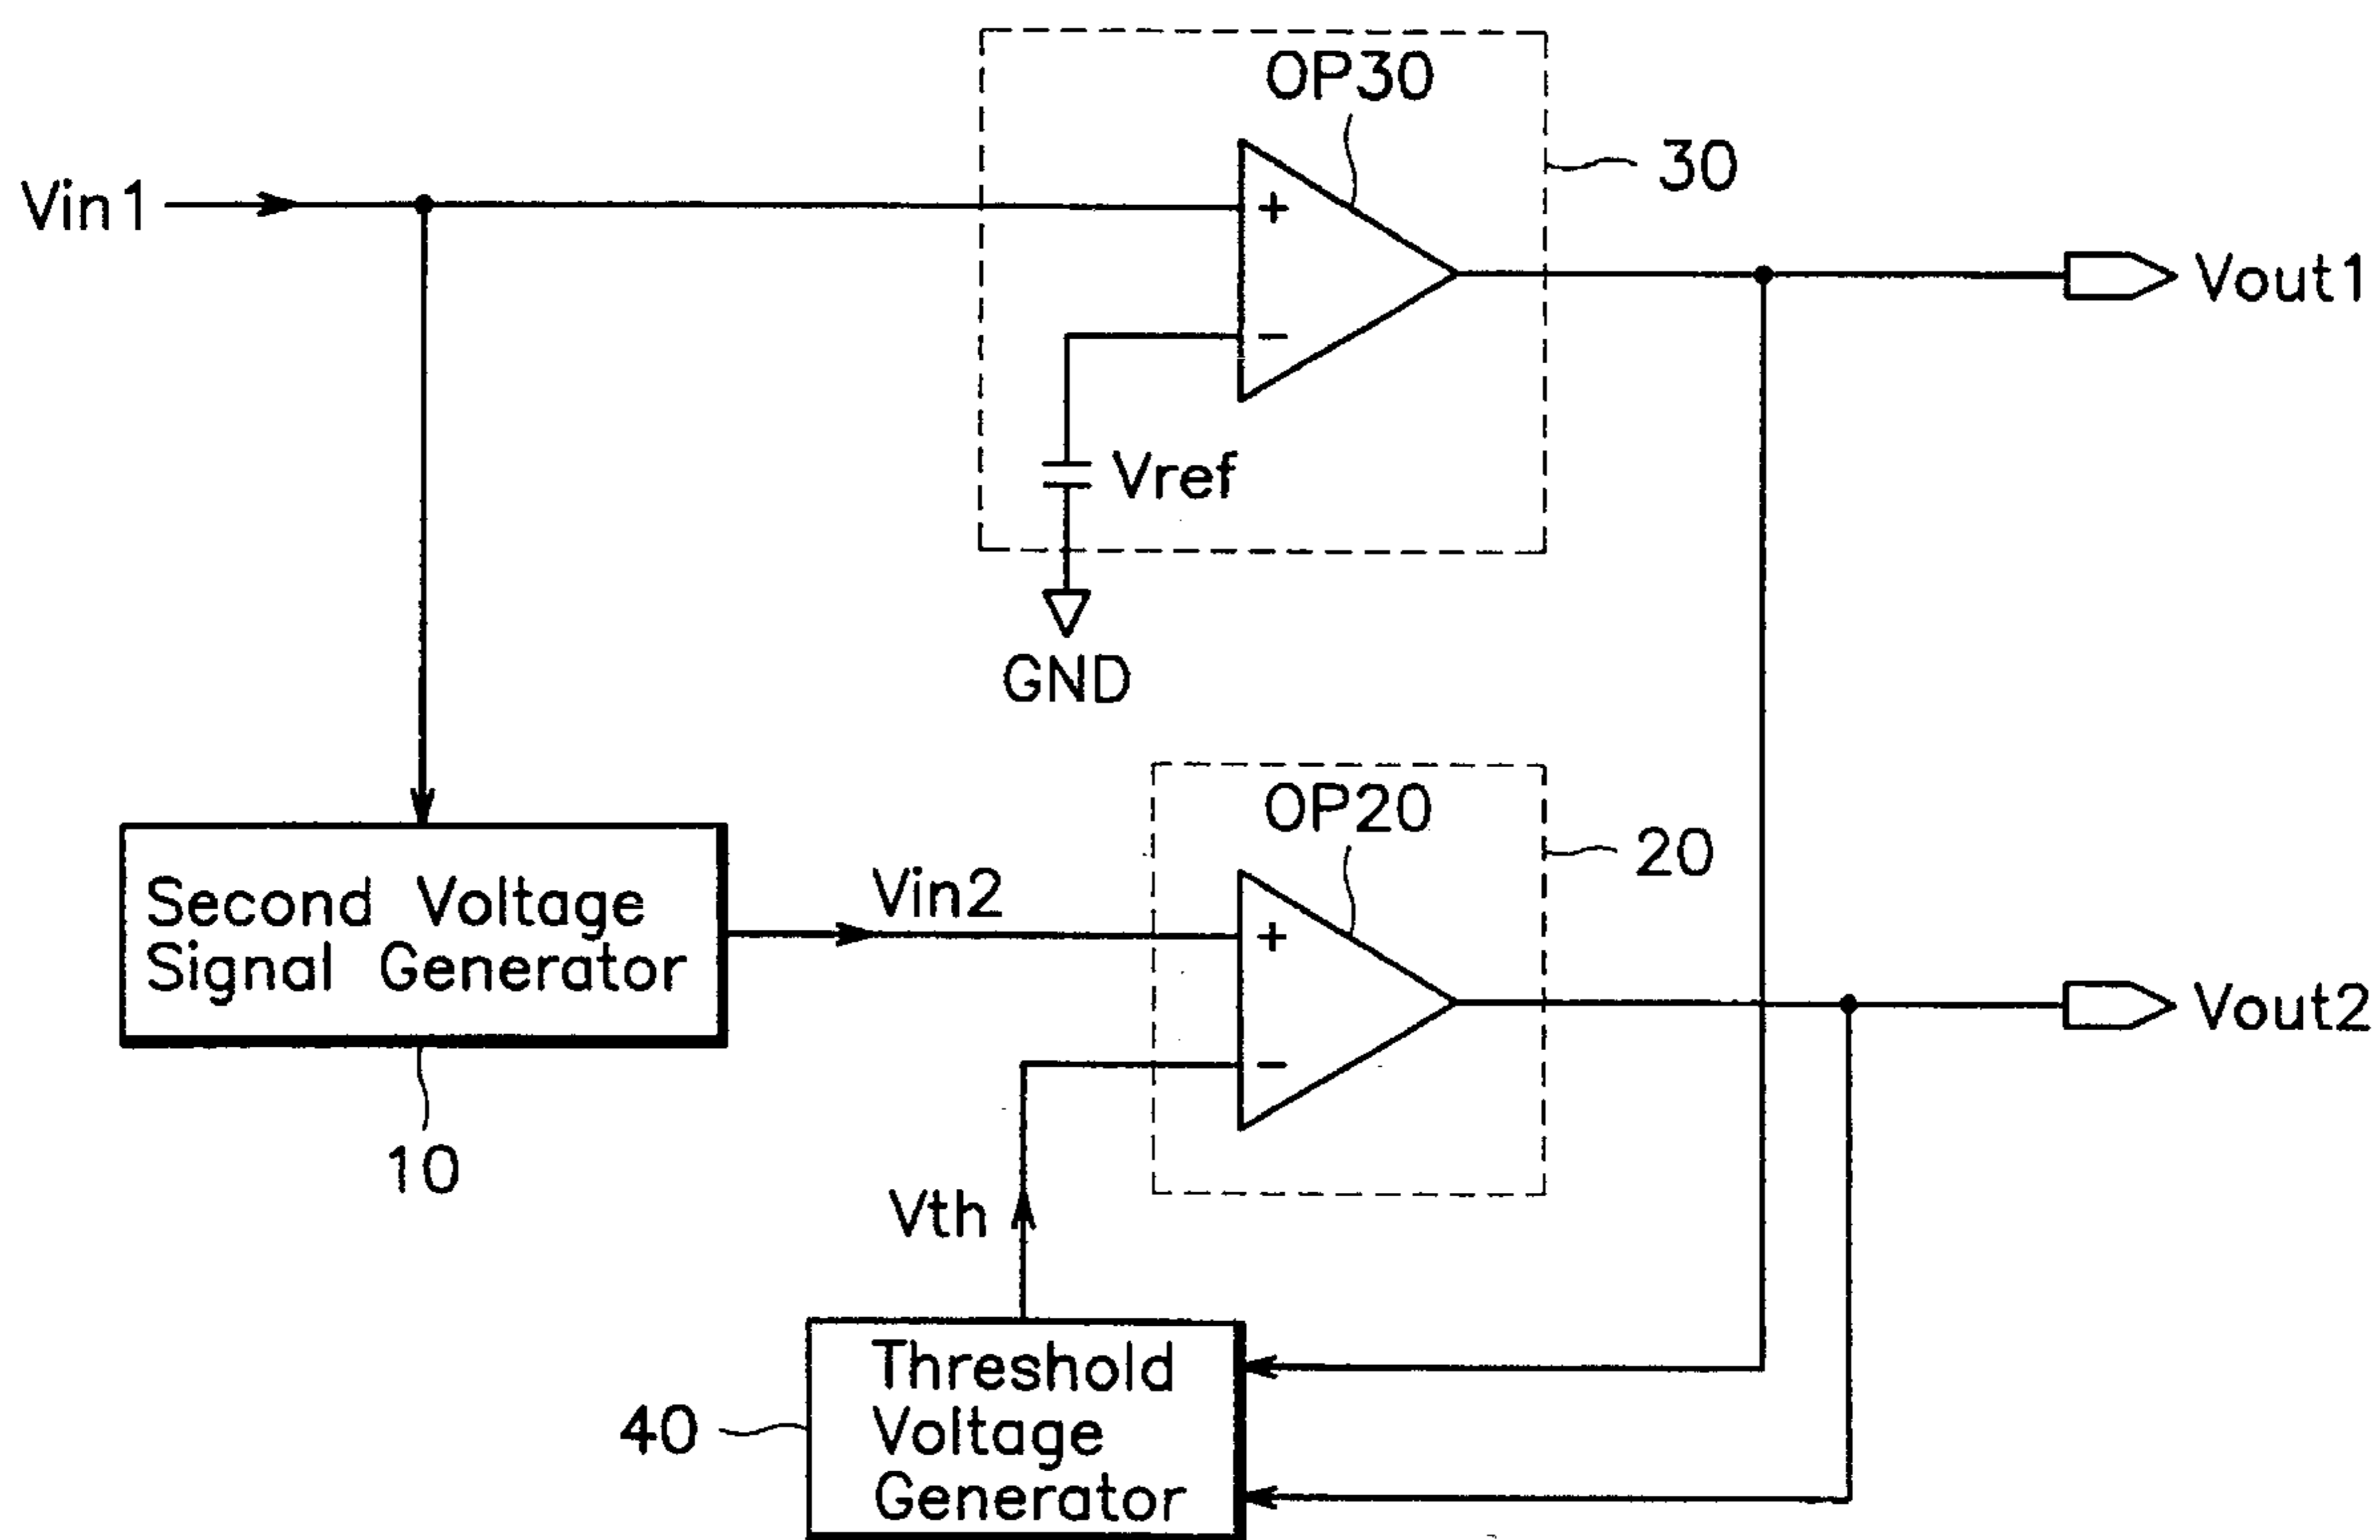 OP30
30
Vin1
+
Vout1
−
Vref
GND
OP20
20
Second Voltage
Signal Generator
Vin2
+
Vout2
−
10
Vth
Threshold
Voltage
Generator
40